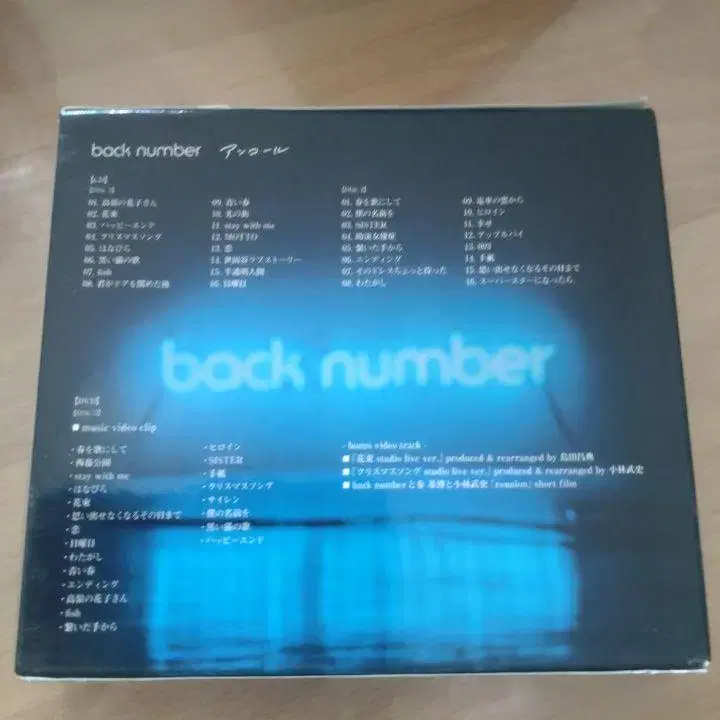 back number アンコール
【CD】
【Disc 1】
01. 高嶺の花子さん
02. 花束
03. ハッピーエンド
04. クリスマスソング
05. はなびら
06. 黒い猫の歌
07. fish
08. 君がドアを閉めた後
09. 青い春
10. 光の街
11. stay with me
12. MOTTO
13. 恋
14. 世田谷ラブストーリー
15. 半透明人間
16. 日曜日
【Disc 2】
01. 春を歌にして
02. 僕の名前を
03. SISTER
04. 助演女優症
05. 繋いだ手から
06. エンディング
07. そのドレスちょっと待った
08. わたがし
09. 電車の窓から
10. ヒロイン
11. 幸せ
12. アップルパイ
13. 003
14. 手紙
15. 思い出せなくなるその日まで
16. スーパースターになったら
back number
【DVD】
■ music video clip
・春を歌にして
・西藤公園
・stay with me
・はなびら
・花束
・思い出せなくなるその日まで
・恋
・日曜日
・わたがし
・青い春
・エンディング
・高嶺の花子さん
・fish
・繋いだ手から
・ヒロイン
・SISTER
・手紙
・クリスマスソング
・サイレン
・僕の名前を
・黒い猫の歌
・ハッピーエンド
- bonus video track -
■『花束 studio live ver.』produced & rearranged by 島田昌典
■『クリスマスソング studio live ver.』produced & rearranged by 小林武史
■ back numberと秦 基博と小林武史「reunion」short film